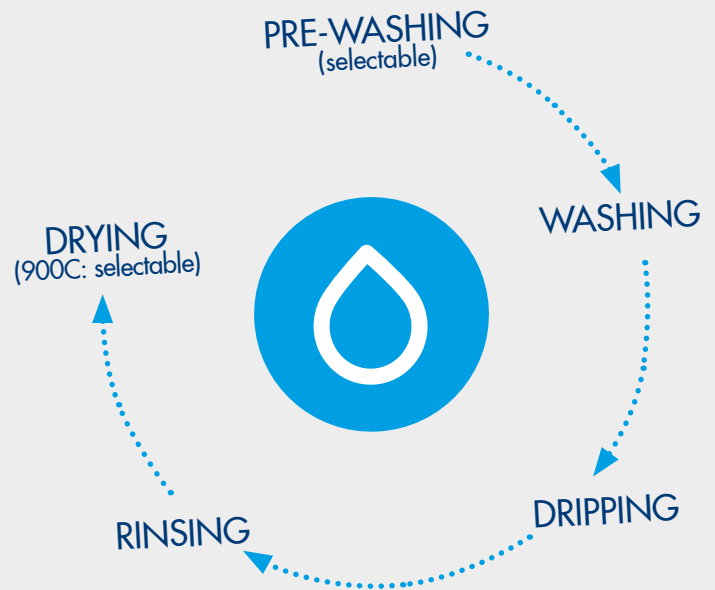 PRE-WASHING
(selectable)
WASHING
DRIPPING
RINSING
DRYING
(900C: selectable)